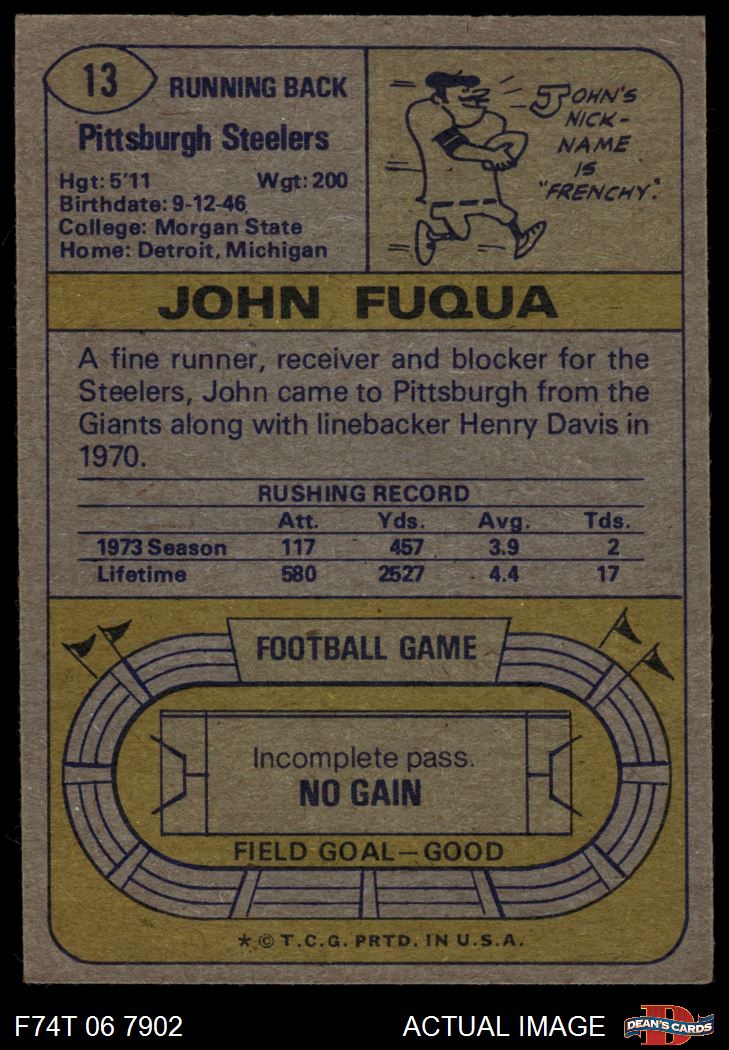 13
RUNNING BACK
Pittsburgh Steelers
Hgt: 5'11 Wgt: 200
Birthdate: 9-12-46
College: Morgan State
Home: Detroit, Michigan
JOHN'S
NICK-
NAME
IS
"FRENCHY."
JOHN FUQUA
A fine runner, receiver and blocker for the
Steelers, John came to Pittsburgh from the
Giants along with linebacker Henry Davis in
1970.
RUSHING RECORD
Att. Yds. Avg. Tds.
1973 Season 117 457 3.9 2
Lifetime 580 2527 4.4 17
FOOTBALL GAME
Incomplete pass.
NO GAIN
FIELD GOAL—GOOD
* © T.C.G. PRTD. IN U.S.A.
F74T 06 7902 ACTUAL IMAGE
D
DEAN'S CARDS